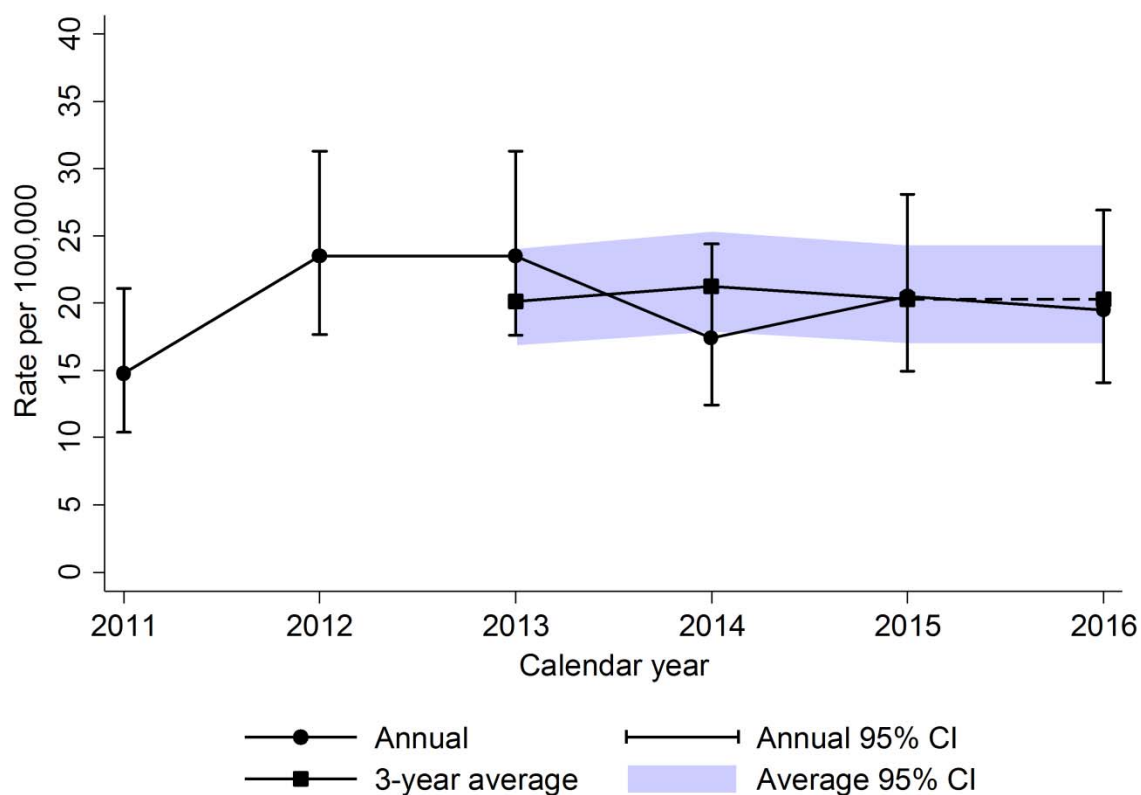 40
35
30
25
20
15
10
5
0
Rate per 100,000
2011 2012 2013 2014 2015 2016
Calendar year
Annual Annual 95% CI
3-year average Average 95% CI